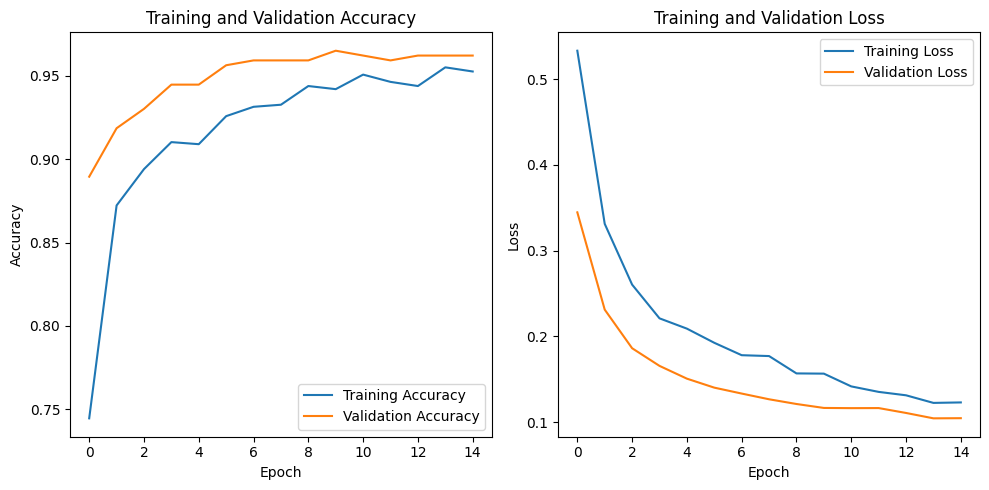 Training and Validation Accuracy
Accuracy
0.95
0.90
0.85
0.80
0.75
Training Accuracy
Validation Accuracy
0 2 4 6 8 10 12 14
Epoch
Training and Validation Loss
Loss
0.5
0.4
0.3
0.2
0.1
Training Loss
Validation Loss
0 2 4 6 8 10 12 14
Epoch